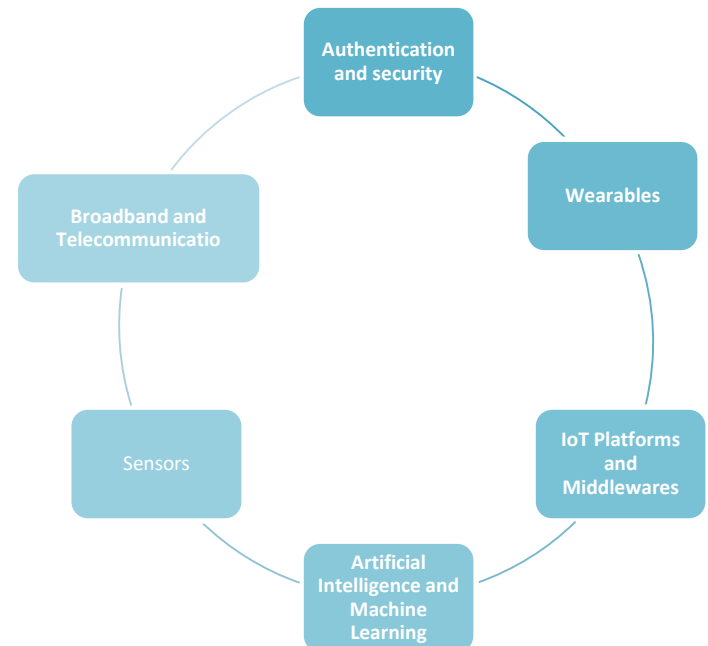 Authentication
and security
Wearables
IoT Platforms
and
Middlewares
Artificial
Intelligence and
Machine
Learning
Sensors
Broadband and
Telecommunicatio